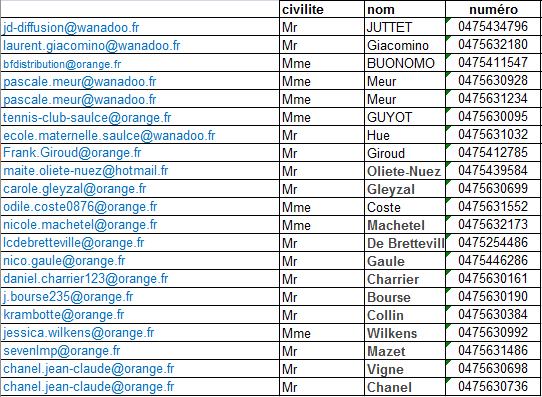 civilite nom numéro
jd-diffusion@wanadoo.fr Mr JUTTET 0475434796
laurent.giacomino@wanadoo.fr Mr Giacomino 0475632180
bfdistribution@orange.fr Mme BUONOMO 0475411547
pascale.meur@wanadoo.fr Mme Meur 0475630928
pascale.meur@wanadoo.fr Mme Meur 0475631234
tennis-club-saulce@orange.fr Mme GUYOT 0475630095
ecole.maternelle.saulce@wanadoo.fr Mr Hue 0475631032
Frank.Giroud@orange.fr Mr Giroud 0475412785
maite.oliete-nuez@hotmail.fr Mr Oliete-Nuez 0475439584
carole.gleyzal@orange.fr Mr Gleyzal 0475630699
odile.coste0876@orange.fr Mme Coste 0475631552
nicole.machetel@orange.fr Mme Machetel 0475632173
lcdebretteville@orange.fr Mr De Brettevill 0475254486
nico.gaule@orange.fr Mr Gaule 0475446286
daniel.charrier123@orange.fr Mr Charrier 0475630161
j.bourse235@orange.fr Mr Bourse 0475630190
krambotte@orange.fr Mr Collin 0475630384
jessica.wilkens@orange.fr Mme Wilkens 0475630992
sevenlmp@orange.fr Mr Mazet 0475631486
chanel.jean-claude@orange.fr Mr Vigne 0475630698
chanel.jean-claude@orange.fr Mr Chanel 0475630736